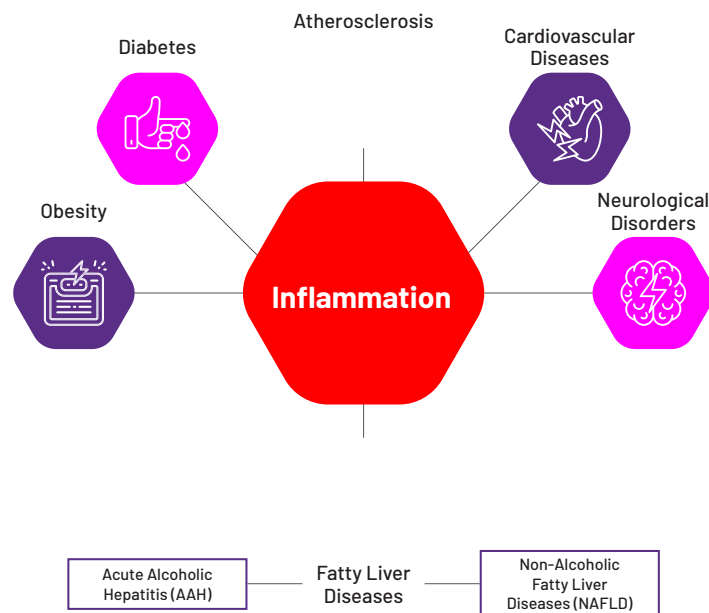 Atherosclerosis
Diabetes
Cardiovascular
Diseases
Obesity
Neurological
Disorders
Inflammation
Acute Alcoholic
Hepatitis (AAH)
Fatty Liver
Diseases
Non-Alcoholic
Fatty Liver
Diseases (NAFLD)